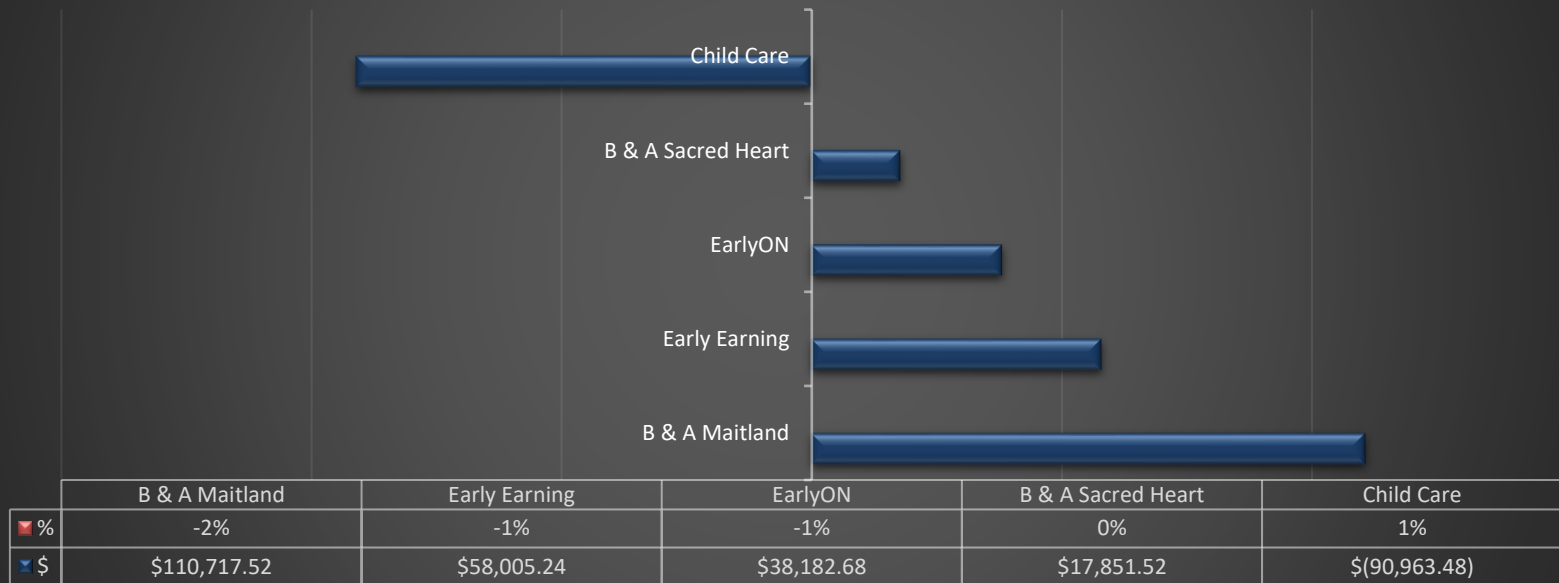 Child Care
B & A Sacred Heart
EarlyON
Early Earning
B & A Maitland
B & A Maitland Early Earning EarlyON B & A Sacred Heart Child Care
% -2% -1% -1% 0% 1%
$ $110,717.52 $58,005.24 $38,182.68 $17,851.52 $(90,963.48)